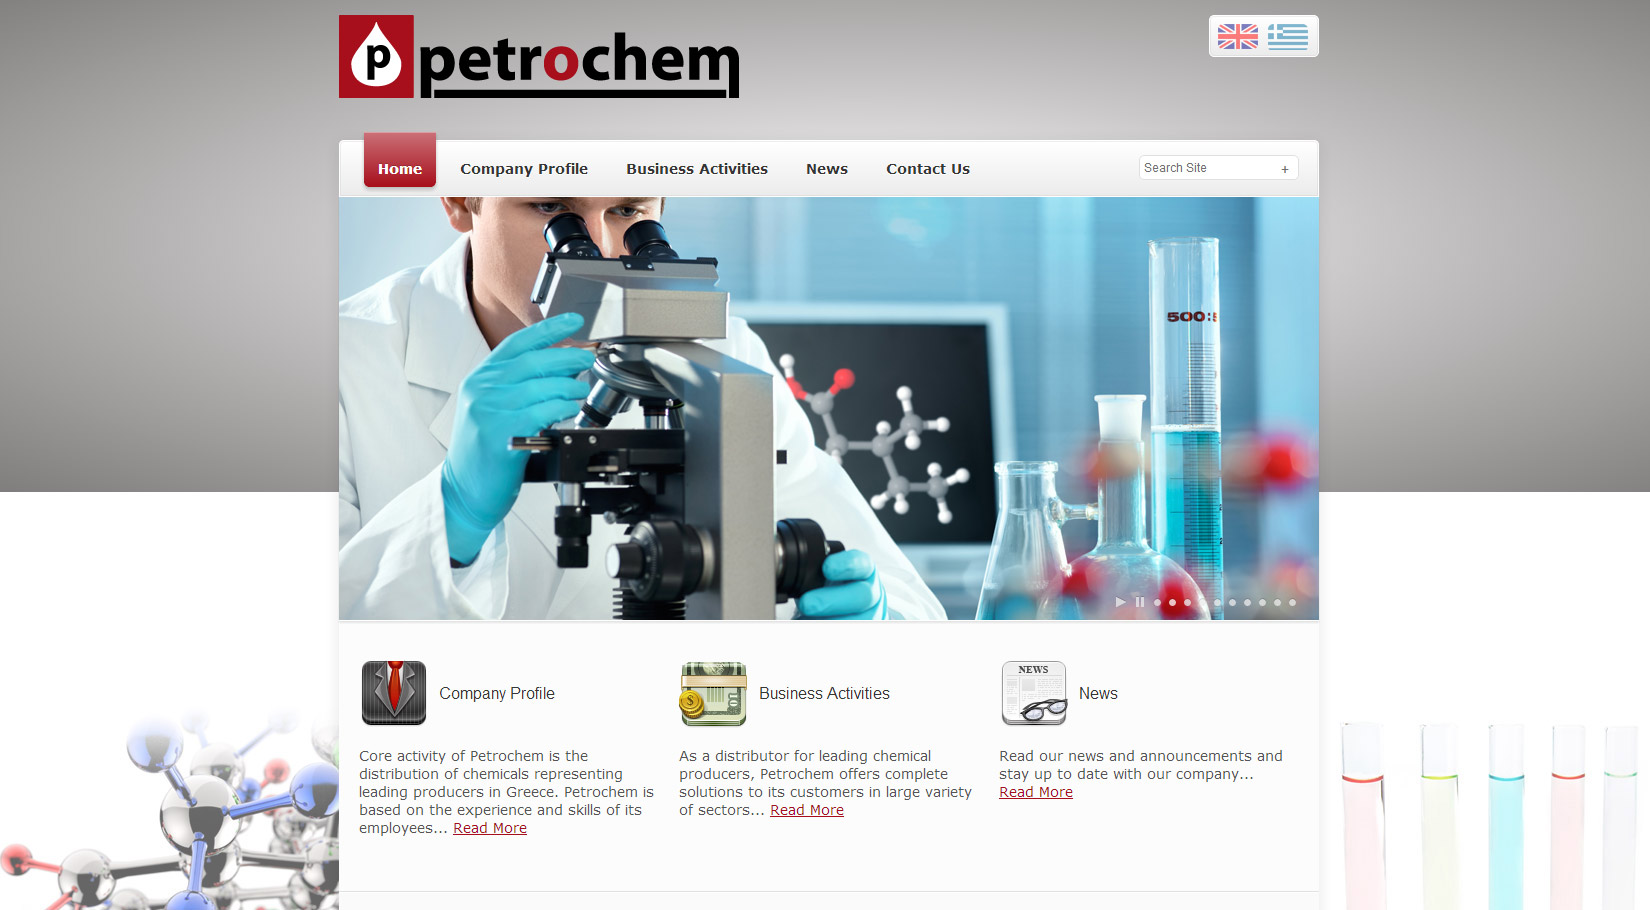 p petrochem
Home Company Profile Business Activities News Contact Us Search Site +
500:5
NEWS
Company Profile Business Activities News
Core activity of Petrochem is the
distribution of chemicals representing
leading producers in Greece. Petrochem is
based on the experience and skills of its
employees... Read More
As a distributor for leading chemical
producers, Petrochem offers complete
solutions to its customers in large variety
of sectors... Read More
Read our news and announcements and
stay up to date with our company...
Read More